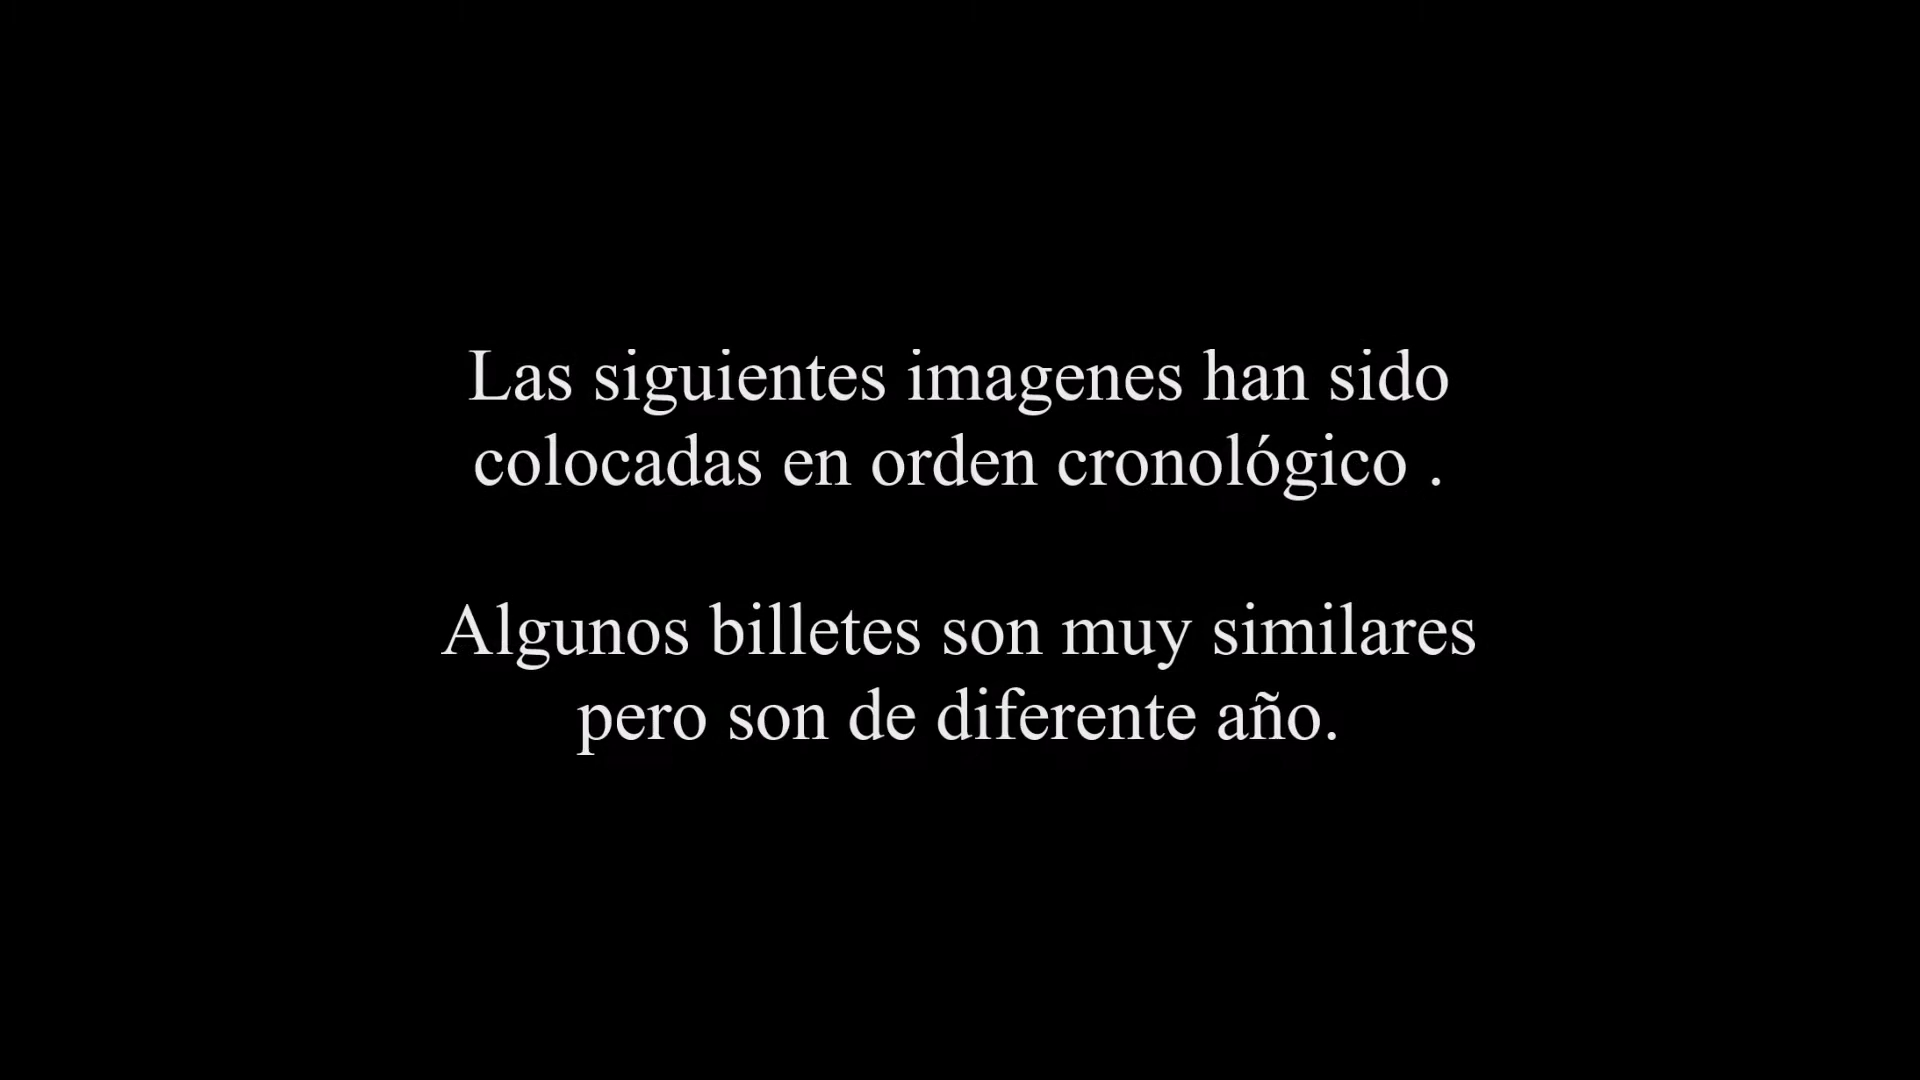 Las siguientes imagenes han sido
colocadas en orden cronológico .
Algunos billetes son muy similares
pero son de diferente año.